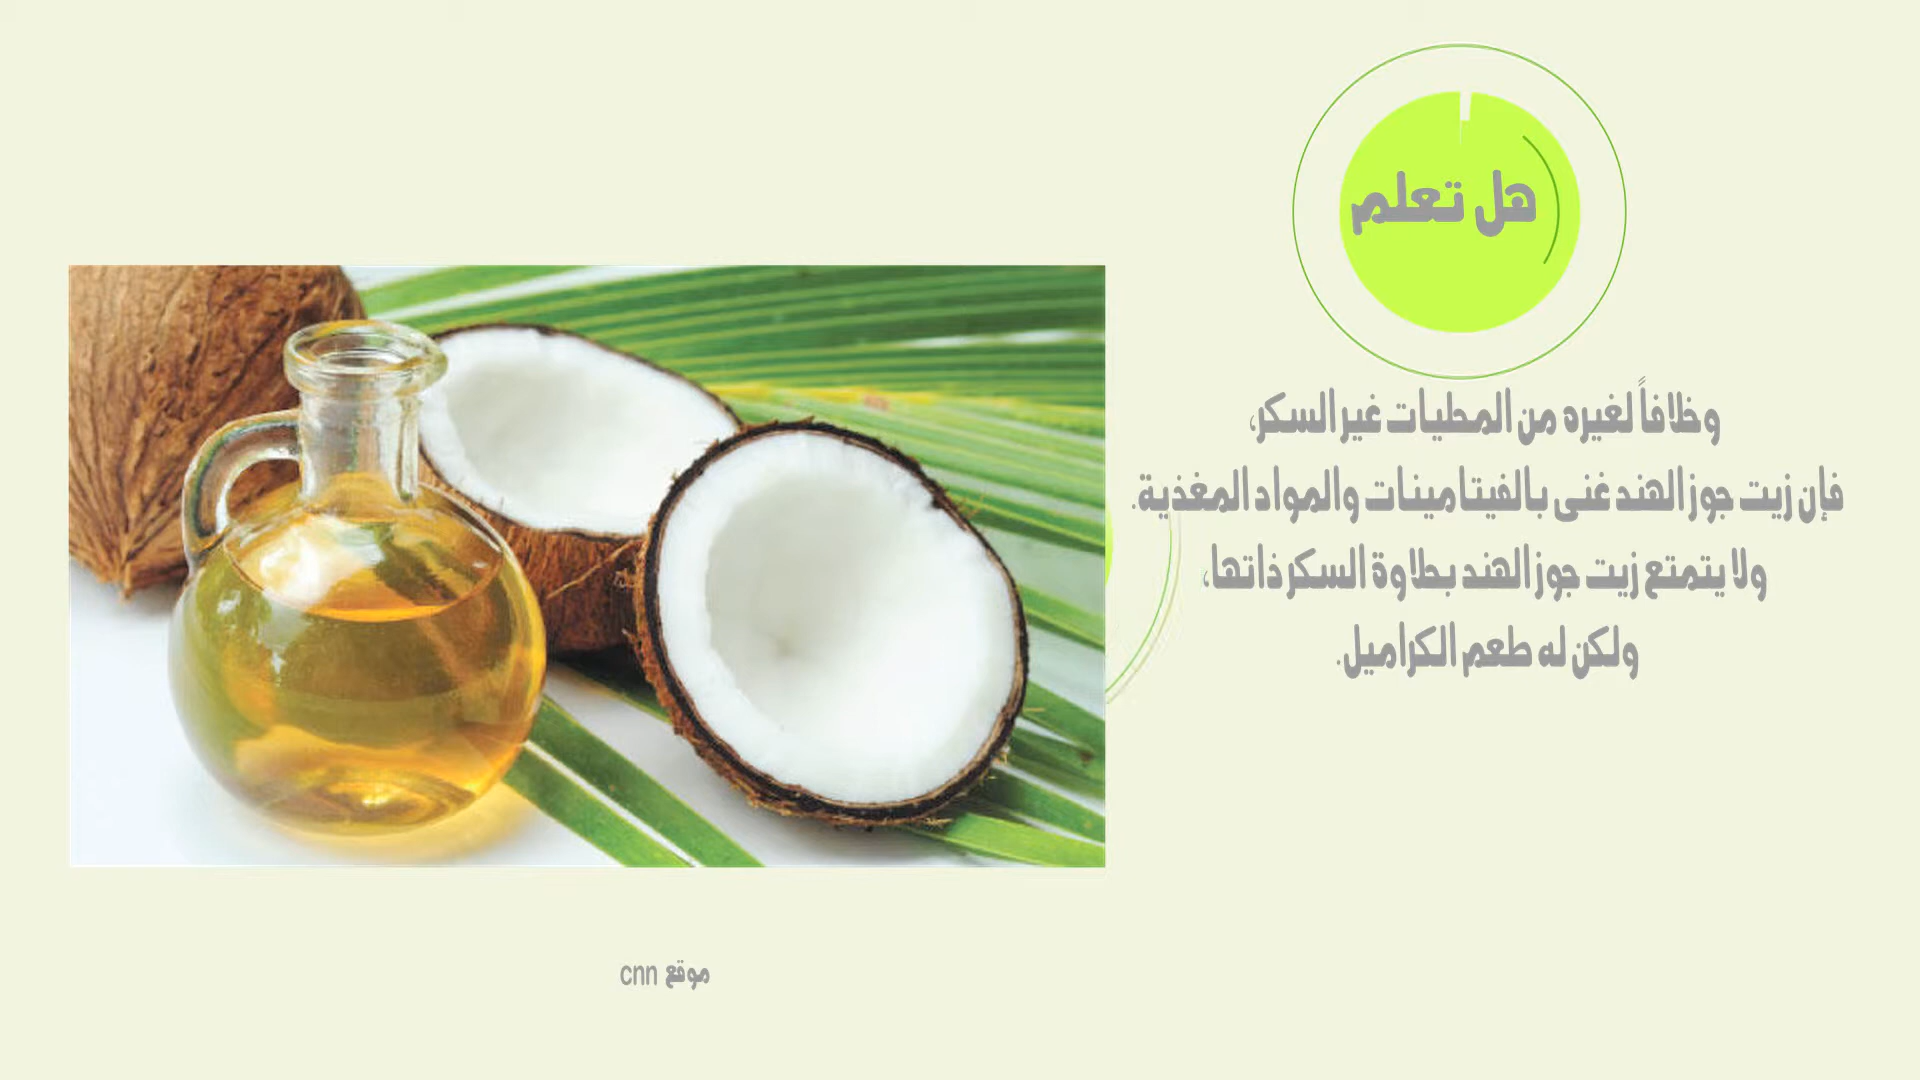 هل تعلم
وخلافاً لغيره من المحليات غير السكر،
فإن زيت جوز الهند غنى بالفيتامينات والمواد المغذية.
ولا يتمتع زيت جوز الهند بحلاوة السكر ذاتها،
ولكن له طعم الكراميل.
موقع cnn